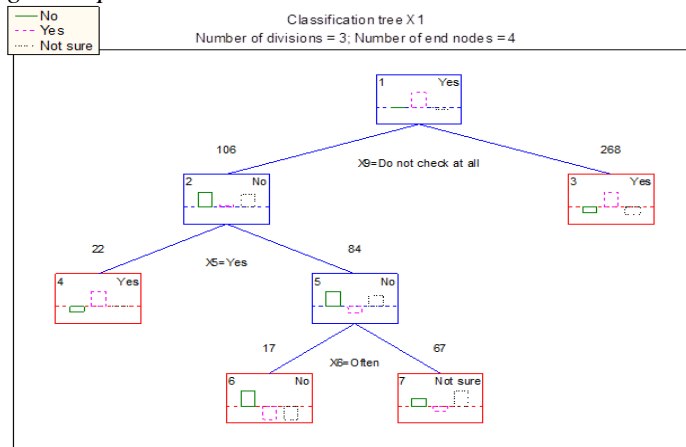 No
Yes
Not sure
Classification tree X 1
Number of divisions = 3; Number of end nodes = 4
1 Yes
106 268
X9=Do not check at all
2 No
3 Yes
22 84
X5=Yes
4 Yes
5 No
17 67
X6=Often
6 No
7 Not sure